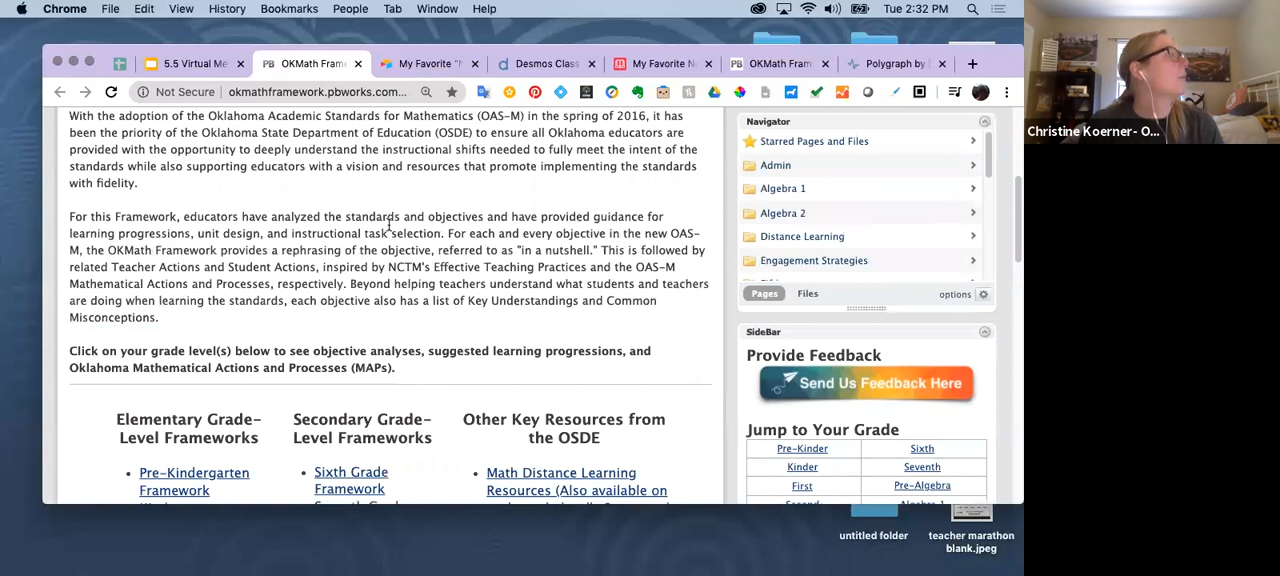 Chrome File Edit View History Bookmarks People Tab Window Help Tue 2:32 PM
5.5 Virtual Me PB OKMath Fram My Favorite "N Desmos Class My Favorite N PB OKMath Fram Polygraph by
Not Secure okmathframework.pbworks.com...
With the adoption of the Oklahoma Academic Standards for Mathematics (OAS-M) in the spring of 2016, it has
been the priority of the Oklahoma State Department of Education (OSDE) to ensure all Oklahoma educators are
provided with the opportunity to deeply understand the instructional shifts needed to fully meet the intent of the
standards while also supporting educators with a vision and resources that promote implementing the standards
with fidelity.
For this Framework, educators have analyzed the standards and objectives and have provided guidance for
learning progressions, unit design, and instructional task selection. For each and every objective in the new OAS-
M, the OKMath Framework provides a rephrasing of the objective, referred to as "in a nutshell." This is followed by
related Teacher Actions and Student Actions, inspired by NCTM's Effective Teaching Practices and the OAS-M
Mathematical Actions and Processes, respectively. Beyond helping teachers understand what students and teachers
are doing when learning the standards, each objective also has a list of Key Understandings and Common
Misconceptions.
Click on your grade level(s) below to see objective analyses, suggested learning progressions, and
Oklahoma Mathematical Actions and Processes (MAPs).
Elementary Grade-
Level Frameworks
• Pre-Kindergarten
Framework
Secondary Grade-
Level Frameworks
• Sixth Grade
Framework
Other Key Resources from
the OSDE
• Math Distance Learning
Resources (Also available on
Navigator
Starred Pages and Files
Admin
Algebra 1
Algebra 2
Distance Learning
Engagement Strategies
Pages Files options
SideBar
Provide Feedback
Send Us Feedback Here
Jump to Your Grade
Pre-Kinder Sixth
Kinder Seventh
First Pre-Algebra
Second Algebra 1
untitled folder
teacher marathon
blank.jpeg
Christine Koerner- O...